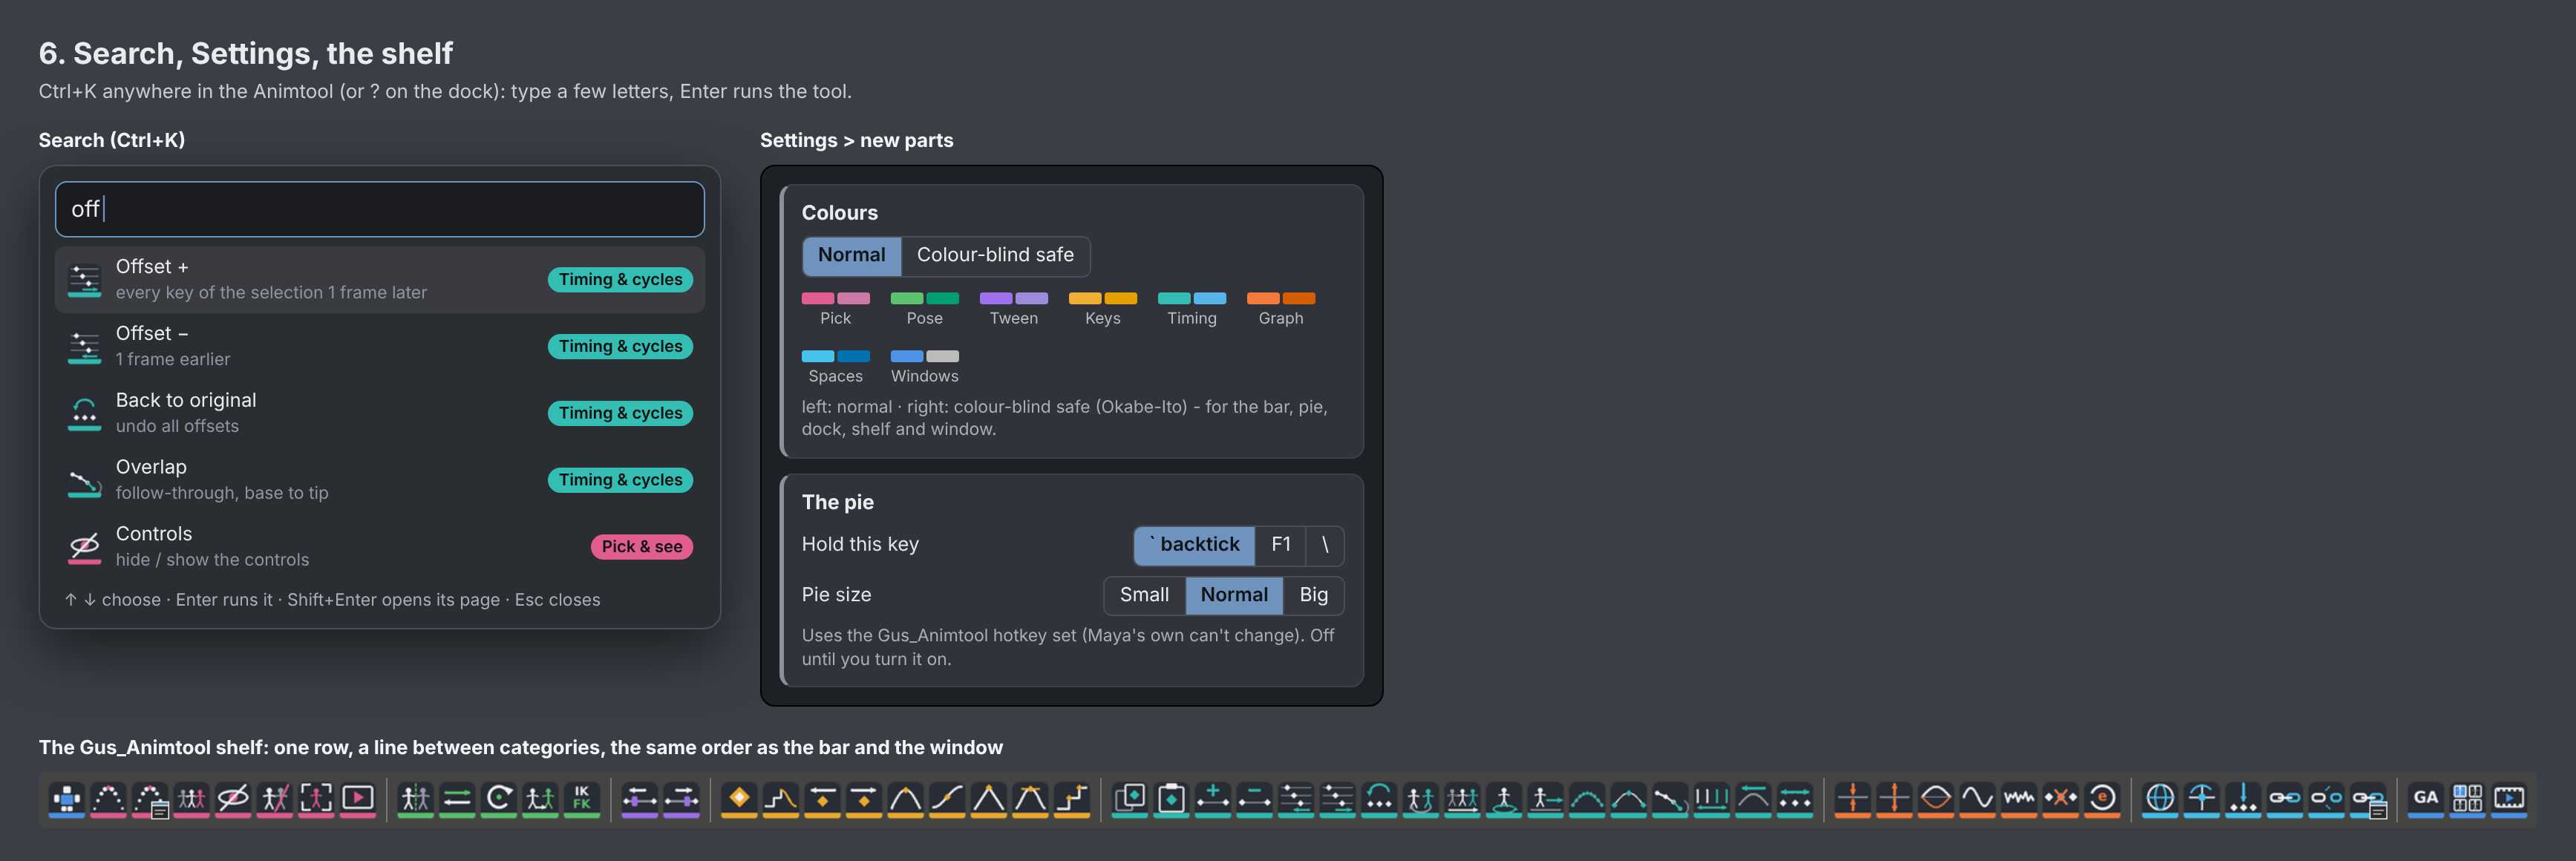 6. Search, Settings, the shelf
Ctrl+K anywhere in the Animtool (or ? on the dock): type a few letters, Enter runs the tool.
Search (Ctrl+K)
off
Offset +
every key of the selection 1 frame later
Timing & cycles
Offset −
1 frame earlier
Timing & cycles
Back to original
undo all offsets
Timing & cycles
Overlap
follow-through, base to tip
Timing & cycles
Controls
hide / show the controls
Pick & see
↑ ↓ choose · Enter runs it · Shift+Enter opens its page · Esc closes
Settings > new parts
Colours
Normal Colour-blind safe
Pick Pose Tween Keys Timing Graph
Spaces Windows
left: normal · right: colour-blind safe (Okabe-Ito) - for the bar, pie,
dock, shelf and window.
The pie
Hold this key ` backtick F1 \
Pie size Small Normal Big
Uses the Gus_Animtool hotkey set (Maya's own can't change). Off
until you turn it on.
The Gus_Animtool shelf: one row, a line between categories, the same order as the bar and the window
IK
FK
e
GA